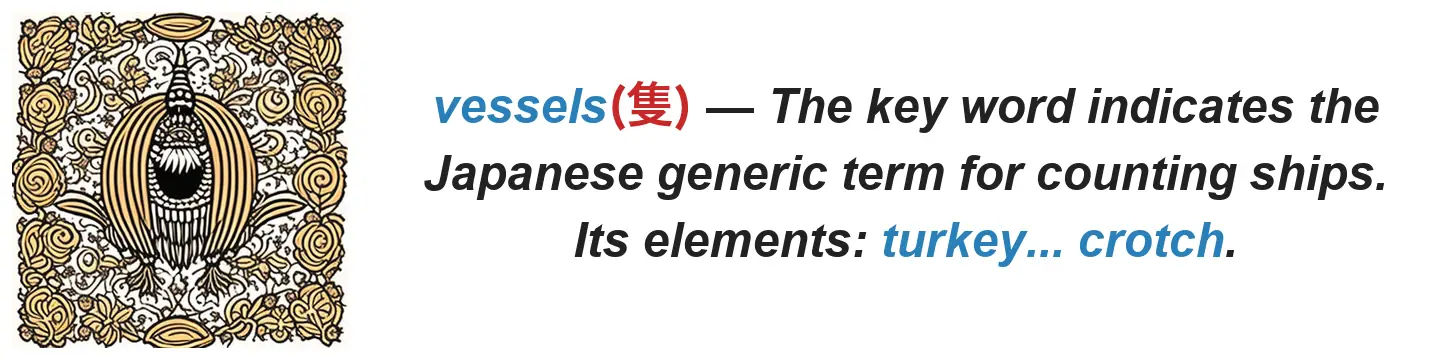 vessels(隻) — The key word indicates the
Japanese generic term for counting ships.
Its elements: turkey... crotch.